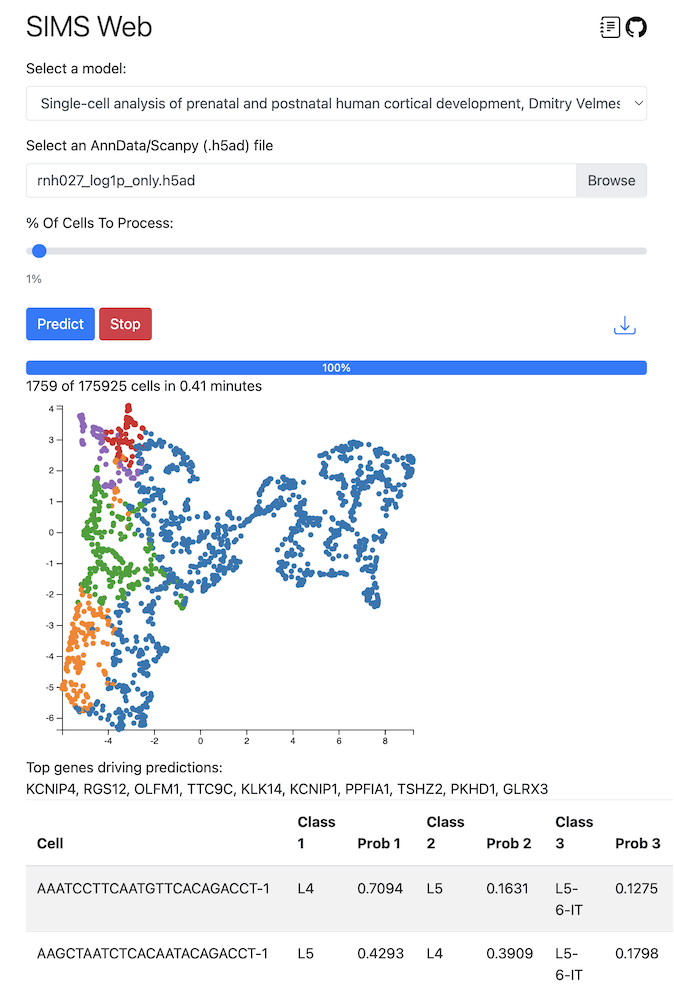 SIMS Web
Select a model:
Single-cell analysis of prenatal and postnatal human cortical development, Dmitry Velmes
Select an AnnData/Scanpy (.h5ad) file
rnh027_log1p_only.h5ad Browse
% Of Cells To Process:
1%
Predict Stop
100%
1759 of 175925 cells in 0.41 minutes
4
3
2
1
0
-1
-2
-3
-4
-5
-6
-4 -2 0 2 4 6 8
Top genes driving predictions:
KCNIP4, RGS12, OLFM1, TTC9C, KLK14, KCNIP1, PPFIA1, TSHZ2, PKHD1, GLRX3
Class Class Class
Cell 1 Prob 1 2 Prob 2 3 Prob 3
AAATCCTTCAATGTTCACAGACCT-1 L4 0.7094 L5 0.1631 L5- 0.1275
6-IT
AAGCTAATCTCACAATACAGACCT-1 L5 0.4293 L4 0.3909 L5- 0.1798
6-IT